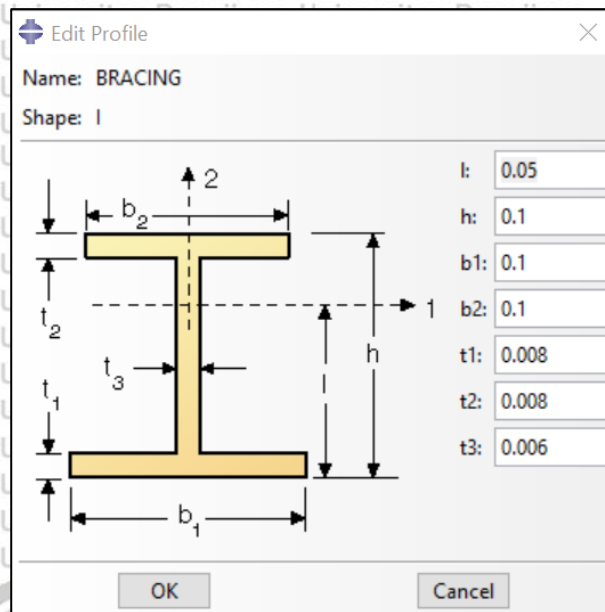 Edit Profile
Name: BRACING
Shape: I
2
b2
t2
1
t3
h
l
t1
b1
l: 0.05
h: 0.1
b1: 0.1
b2: 0.1
t1: 0.008
t2: 0.008
t3: 0.006
OK
Cancel